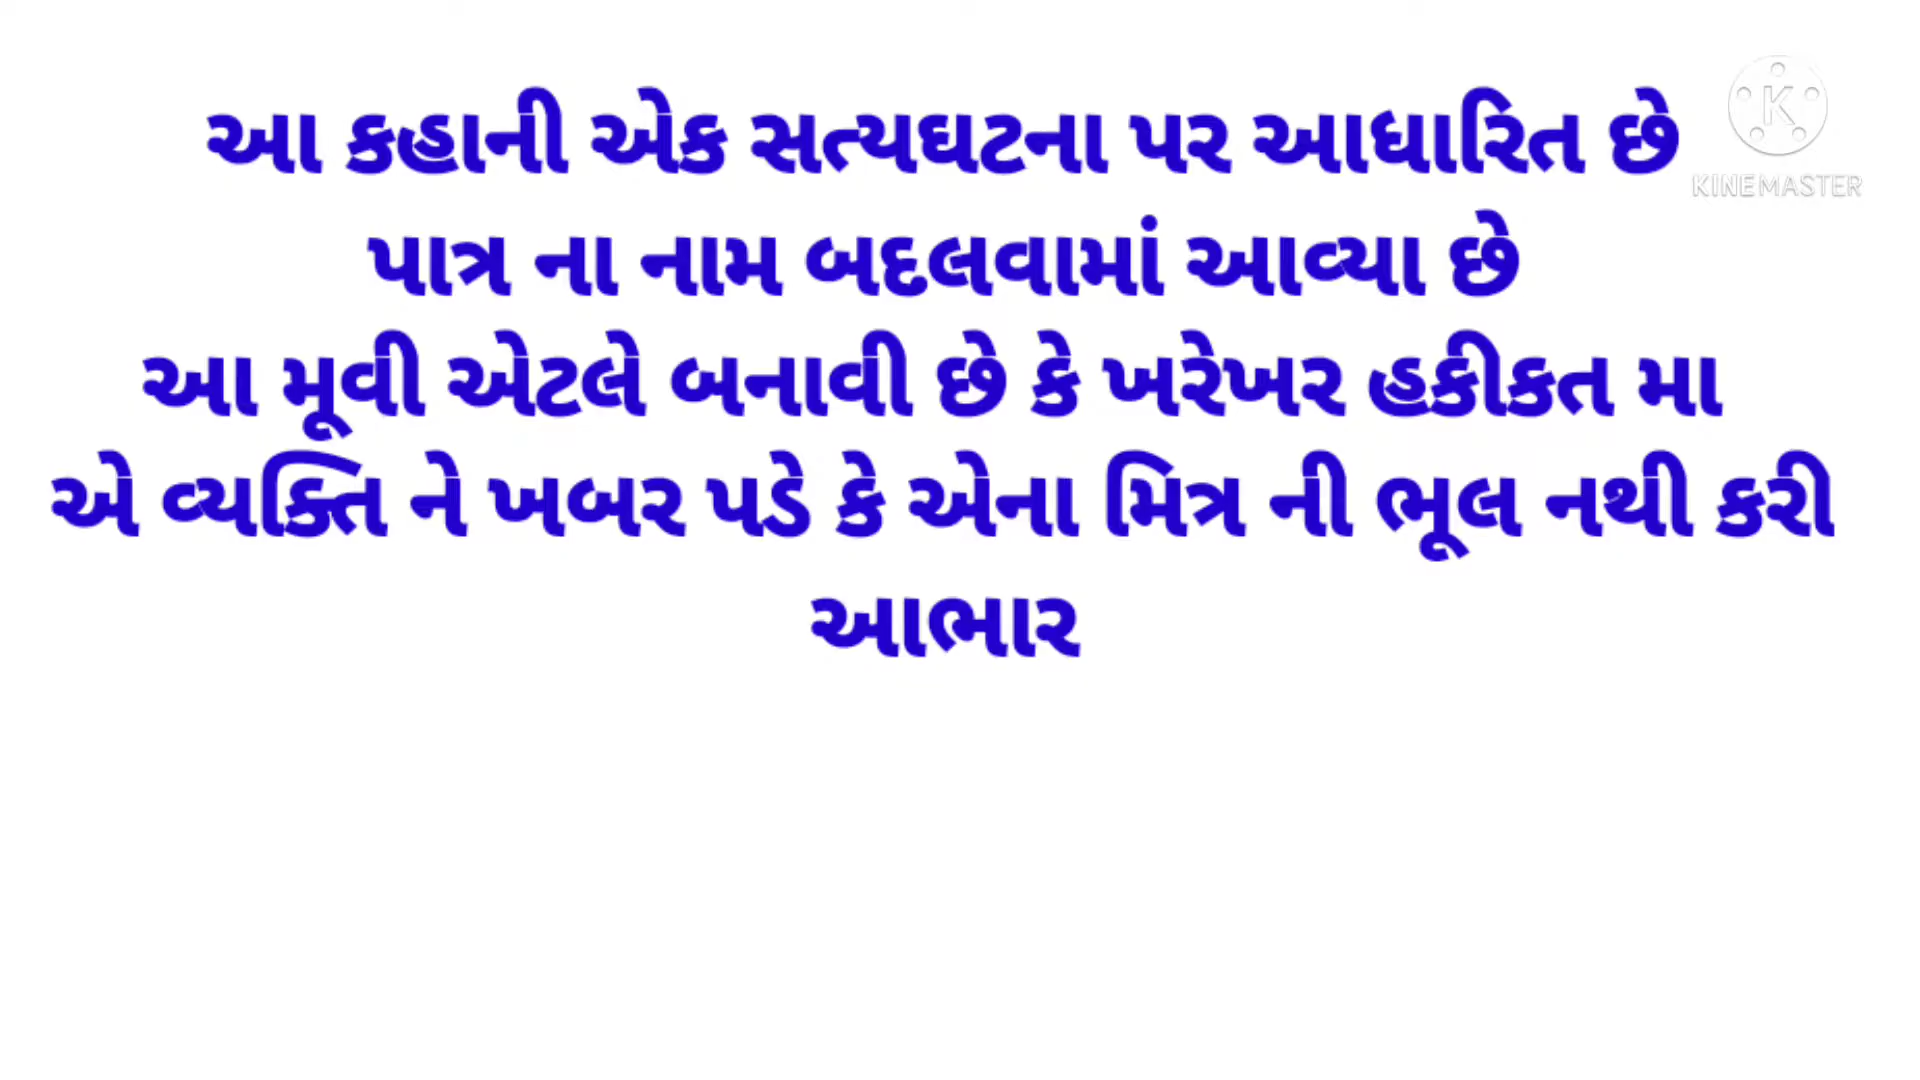 આ કહાની એક સત્યઘટના પર આધારિત છે
પાત્ર ના નામ બદલવામાં આવ્યા છે
આ મૂવી એટલે બનાવી છે કે ખરેખર હકીકત મા
એ વ્યક્તિ ને ખબર પડે કે એના મિત્ર ની ભૂલ નથી કરી
આભાર
KINEMASTER